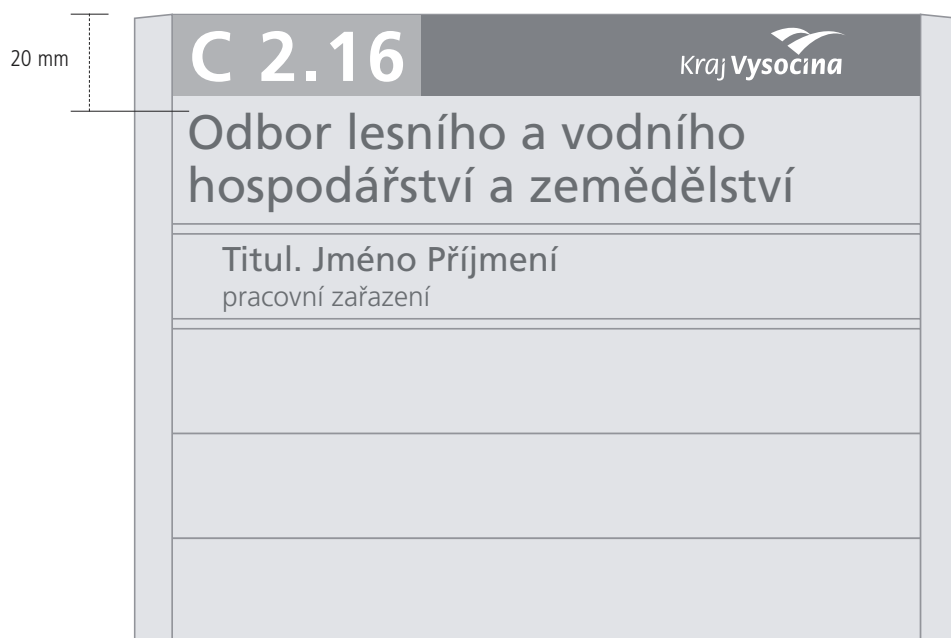 20 mm
C 2.16
Kraj Vysočina
Odbor lesního a vodního
hospodářství a zemědělství
Titul. Jméno Příjmení
pracovní zařazení